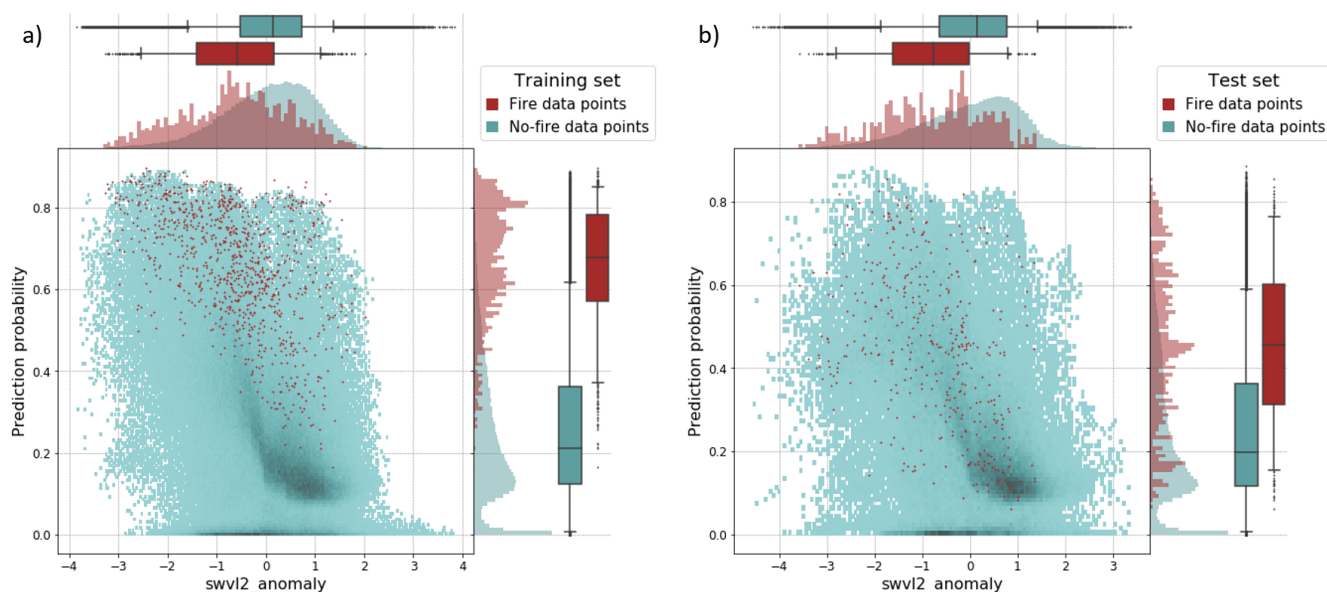 a)
Training set
Fire data points
No-fire data points
0.8
0.6
0.4
0.2
0.0
Prediction probability
−4 −3 −2 −1 0 1 2 3 4
swvl2 anomaly
b)
Test set
Fire data points
No-fire data points
0.8
0.6
0.4
0.2
0.0
Prediction probability
−5 −4 −3 −2 −1 0 1 2 3
swvl2 anomaly